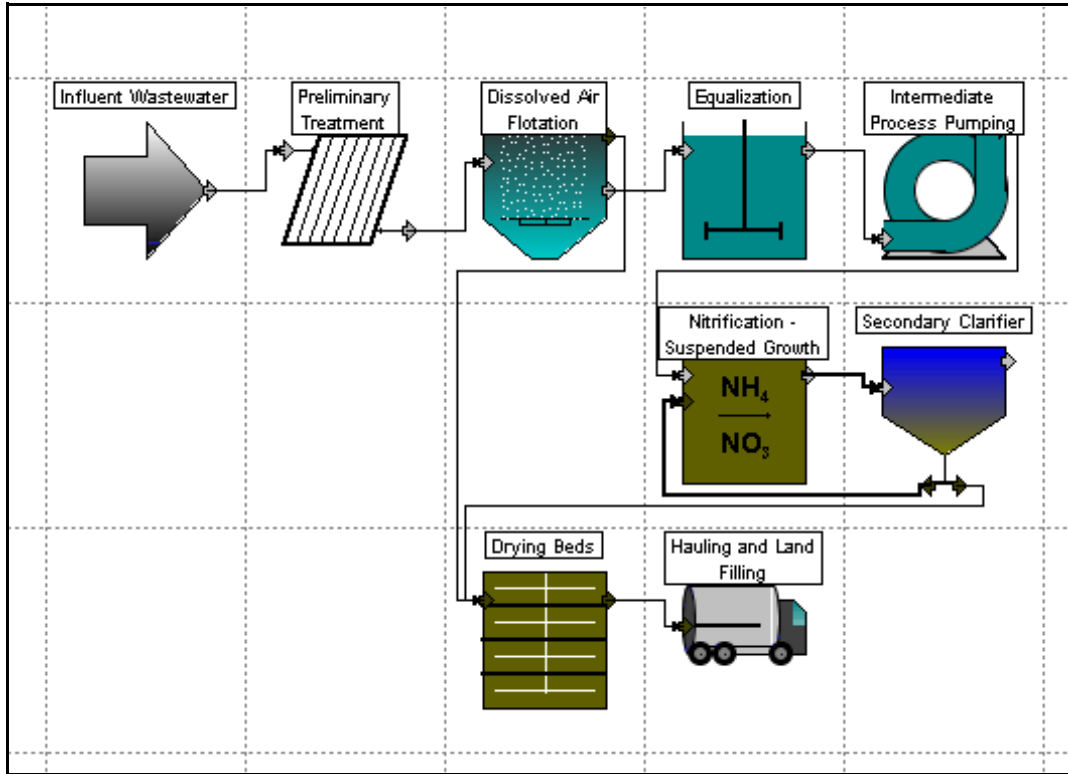 Influent Wastewater
Preliminary
Treatment
Dissolved Air
Flotation
Equalization
Intermediate
Process Pumping
Nitrification -
Suspended Growth
Secondary Clarifier
NH₄
NO₃
Drying Beds
Hauling and Land
Filling